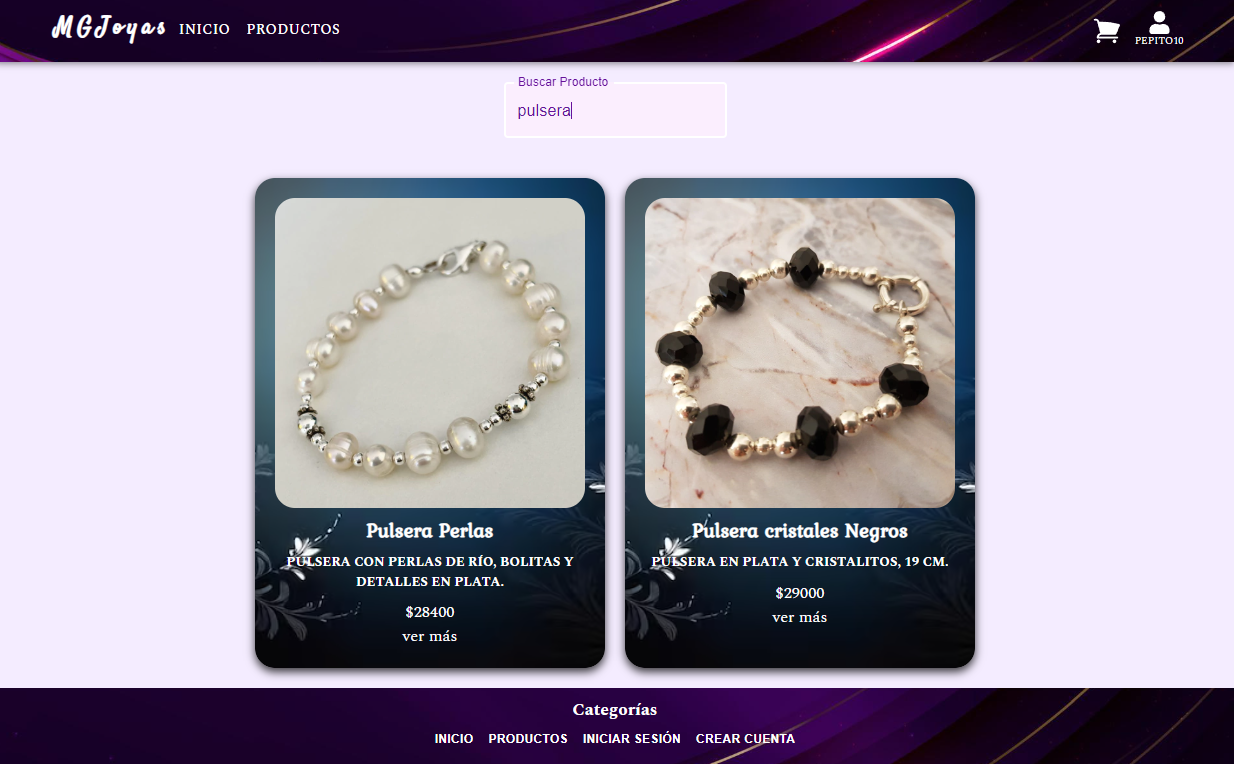 MGJoyas INICIO PRODUCTOS
PEPITO10
Buscar Producto
pulsera
Pulsera Perlas
PULSERA CON PERLAS DE RÍO, BOLITAS Y
DETALLES EN PLATA.
$28400
ver más
Pulsera cristales Negros
PULSERA EN PLATA Y CRISTALITOS, 19 CM.
$29000
ver más
Categorías
INICIO PRODUCTOS INICIAR SESIÓN CREAR CUENTA